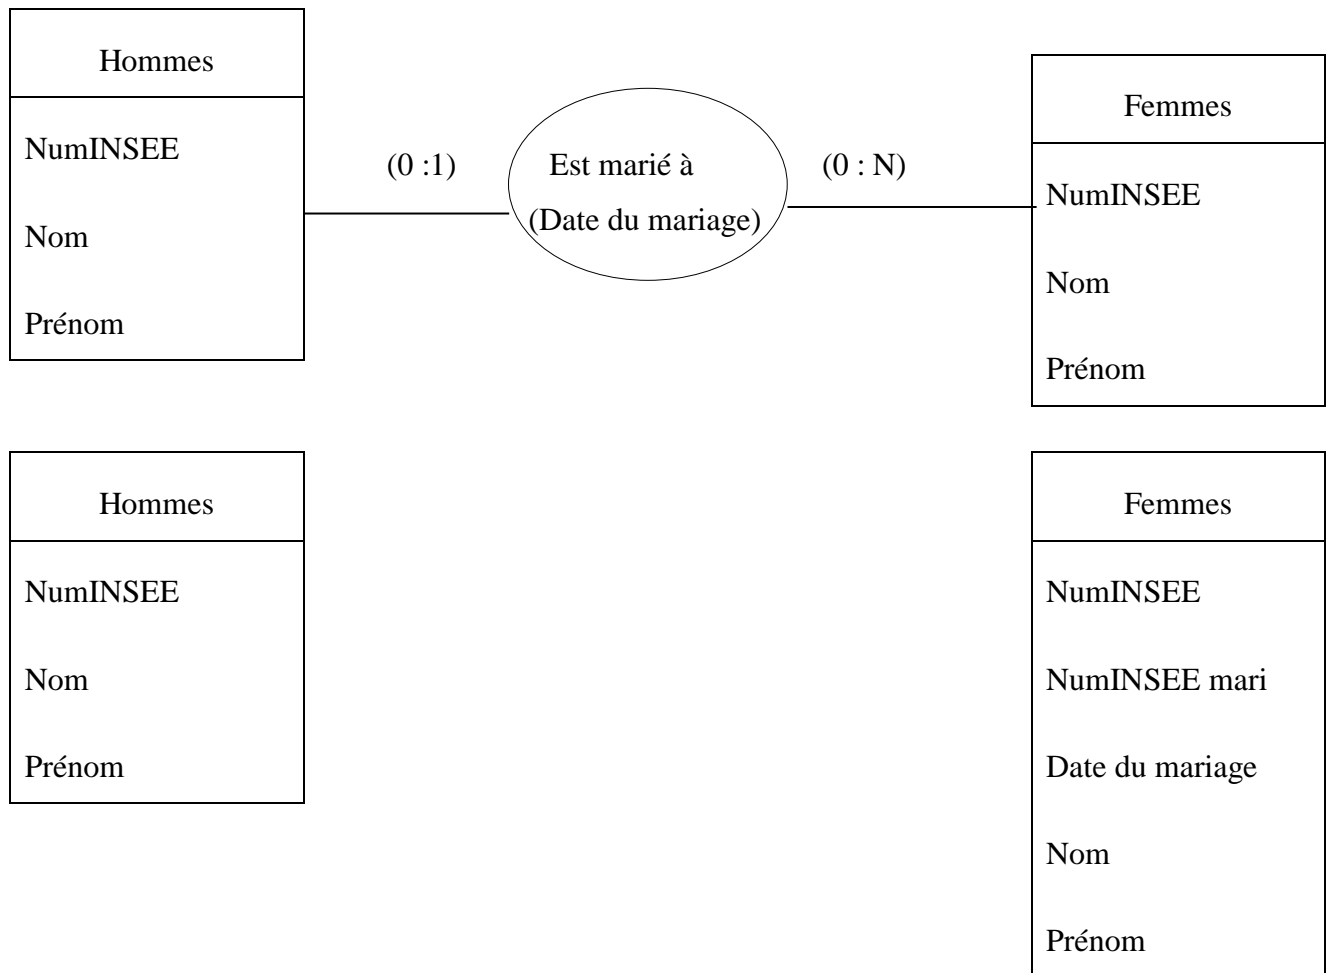 Hommes
NumINSEE
Nom
Prénom
(0 :1)
Est marié à
(Date du mariage)
(0 : N)
Femmes
NumINSEE
Nom
Prénom
Hommes
NumINSEE
Nom
Prénom
Femmes
NumINSEE
NumINSEE mari
Date du mariage
Nom
Prénom